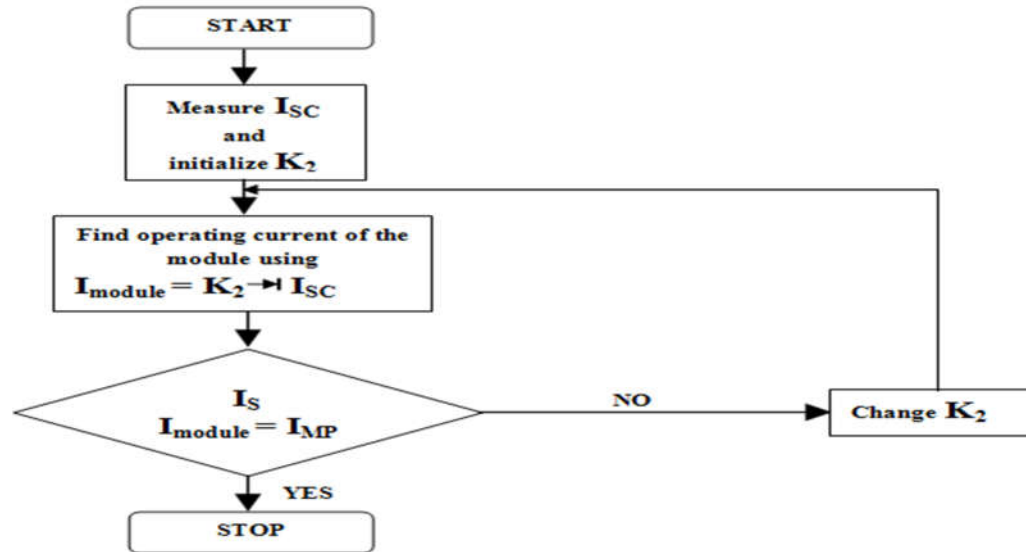 START
Measure I_SC
and
initialize K_2
Find operating current of the
module using
I_module = K_2 ⇥ I_SC
I_S
I_module = I_MP
NO
Change K_2
YES
STOP